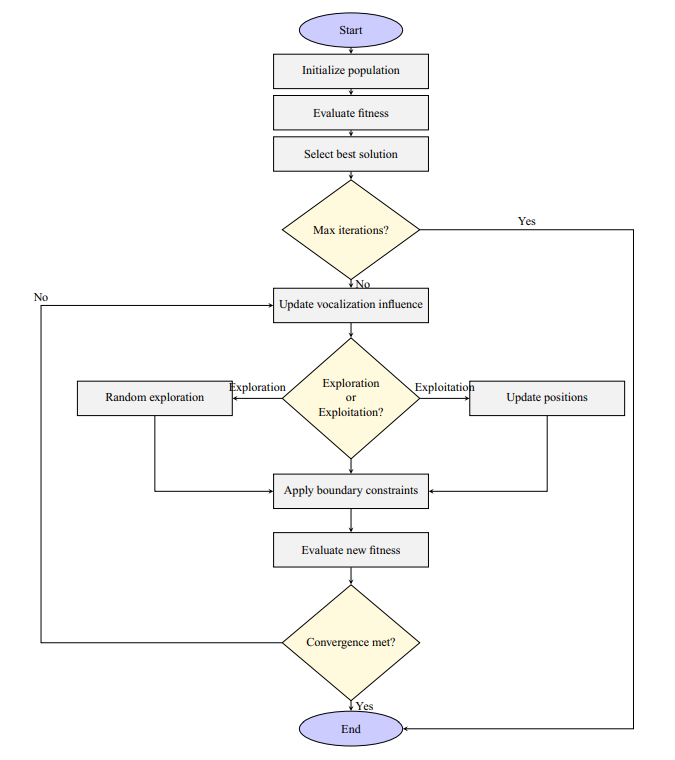 Start
Initialize population
Evaluate fitness
Select best solution
Max iterations?
Yes
No
No
Update vocalization influence
Random exploration
Exploration
Exploration
or
Exploitation?
Exploitation
Update positions
Apply boundary constraints
Evaluate new fitness
Convergence met?
Yes
End